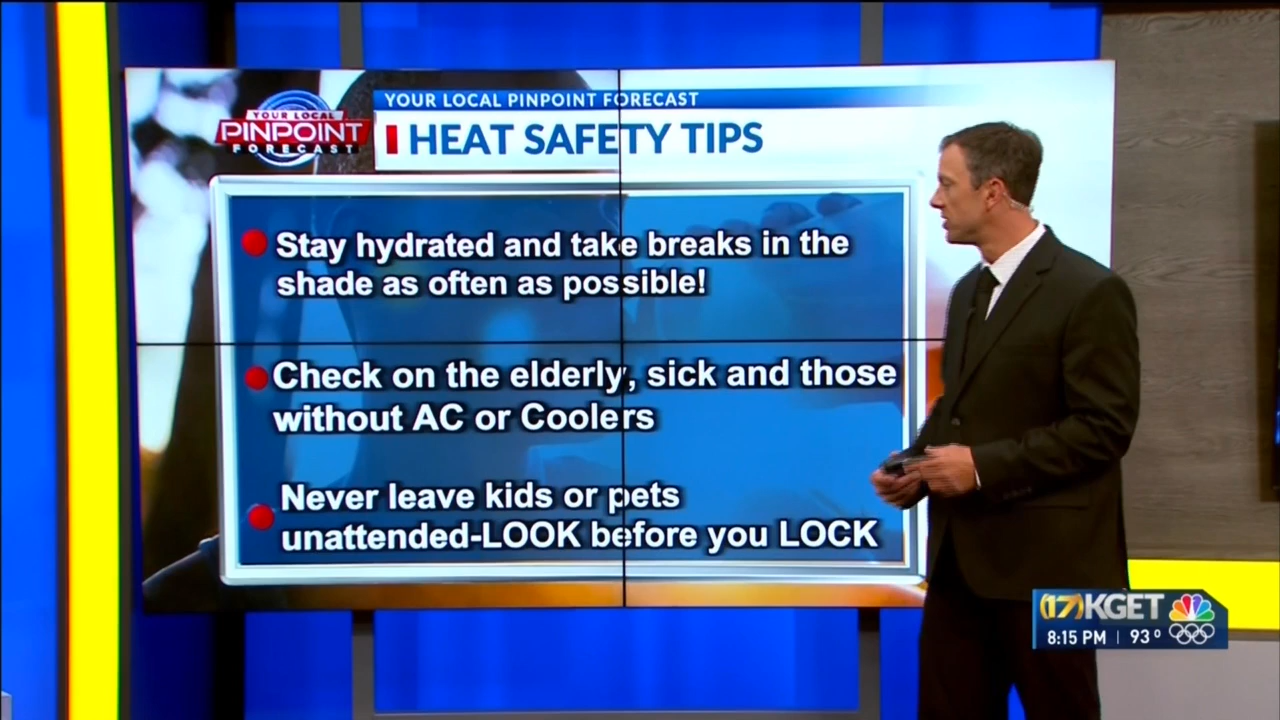 YOUR LOCAL
PINPOINT
FORECAST
YOUR LOCAL PINPOINT FORECAST
HEAT SAFETY TIPS
Stay hydrated and take breaks in the
shade as often as possible!
Check on the elderly, sick and those
without AC or Coolers
Never leave kids or pets
unattended-LOOK before you LOCK
17 KGET
8:15 PM | 93°